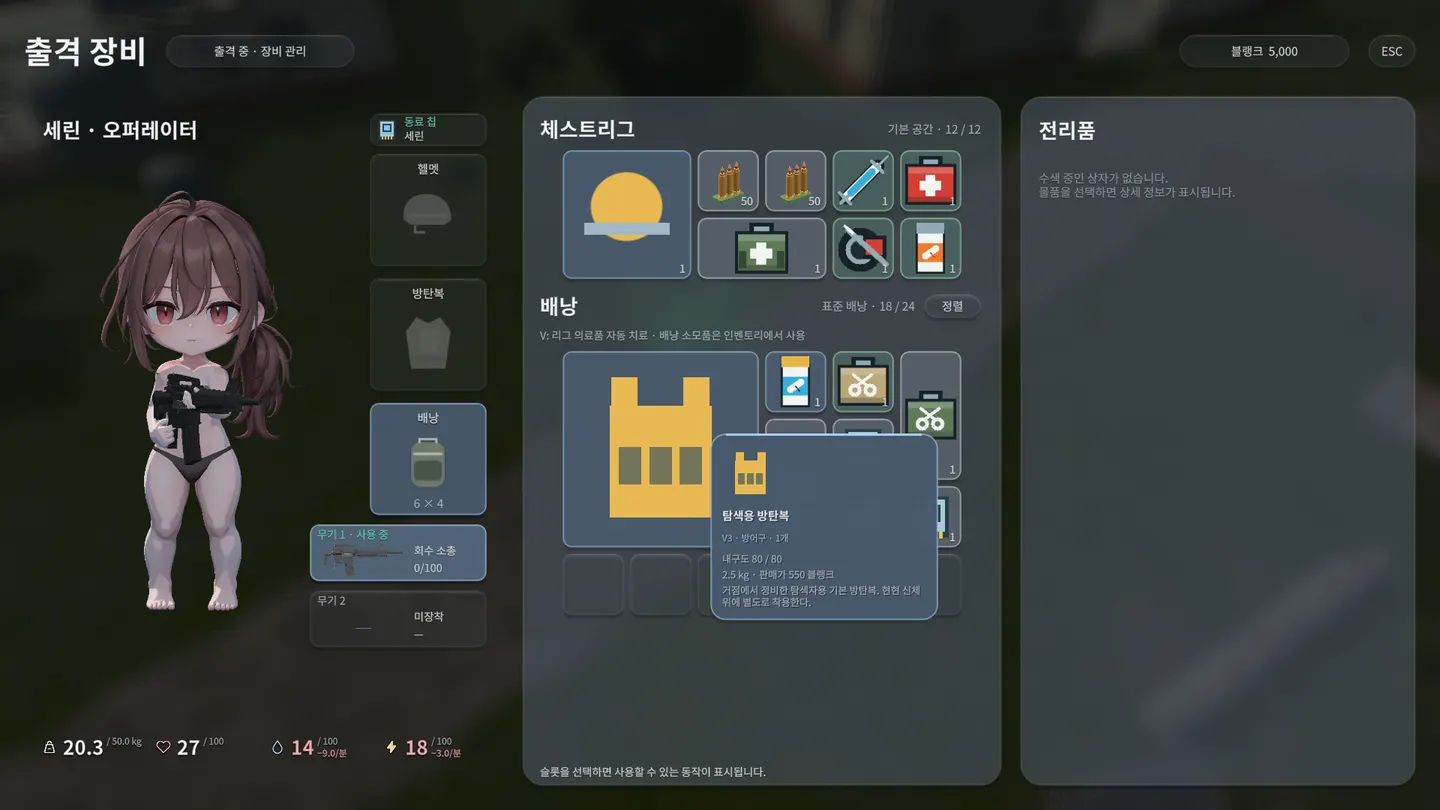 출격 장비
출격 중 · 장비 관리
블랭크 5,000
ESC
세린 · 오퍼레이터
동료 칩
세린
헬멧
방탄복
배낭
6 × 4
무기 1 · 사용 중
회수 소총
0/100
무기 2
미장착
—
20.3 / 50.0 kg
27 / 100
14 / 100
−9.0/분
18 / 100
−3.0/분
체스트리그
기본 공간 · 12 / 12
1
50
50
1
1
1
1
1
배낭
표준 배낭 · 18 / 24
정렬
V: 리그 의료품 자동 치료 · 배낭 소모품은 인벤토리에서 사용
1
1
1
1
탐색용 방탄복
V3 · 방어구 · 1개
내구도 80 / 80
2.5 kg · 판매가 550 블랭크
거점에서 정비한 탐색자용 기본 방탄복. 현현 신체
위에 별도로 착용한다.
슬롯을 선택하면 사용할 수 있는 동작이 표시됩니다.
전리품
수색 중인 상자가 없습니다.
물품을 선택하면 상세 정보가 표시됩니다.